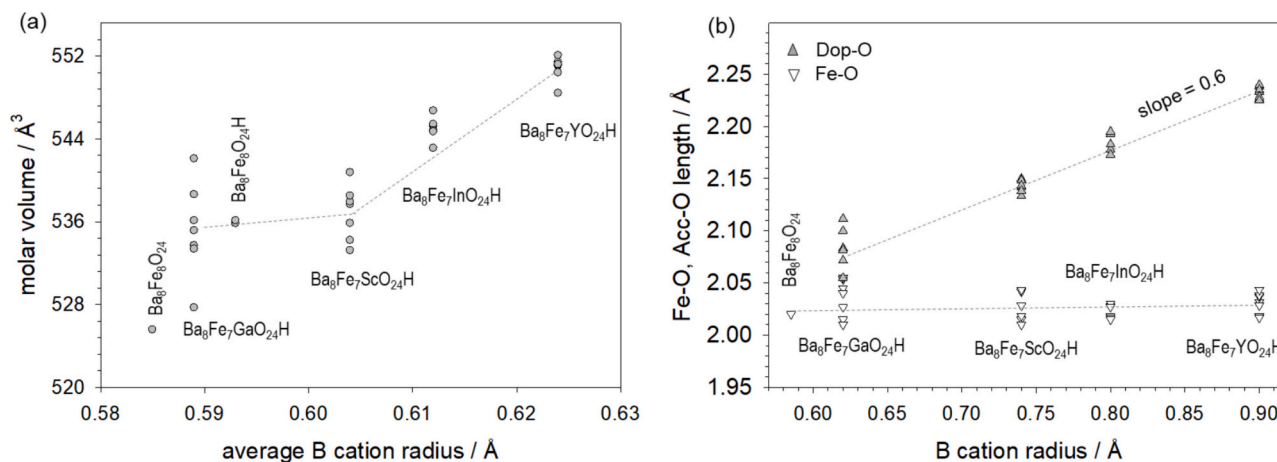 (a)
molar volume / Å³
552
544
536
528
520
0.58 0.59 0.60 0.61 0.62 0.63
average B cation radius / Å
Ba₈Fe₈O₂₄
Ba₈Fe₇GaO₂₄H
Ba₈Fe₈O₂₄H
Ba₈Fe₇ScO₂₄H
Ba₈Fe₇InO₂₄H
Ba₈Fe₇YO₂₄H
(b)
Fe-O, Acc-O length / Å
2.25
2.20
2.15
2.10
2.05
2.00
1.95
0.60 0.65 0.70 0.75 0.80 0.85 0.90
B cation radius / Å
Dop-O
Fe-O
slope = 0.6
Ba₈Fe₈O₂₄
Ba₈Fe₇InO₂₄H
Ba₈Fe₇GaO₂₄H
Ba₈Fe₇ScO₂₄H
Ba₈Fe₇YO₂₄H